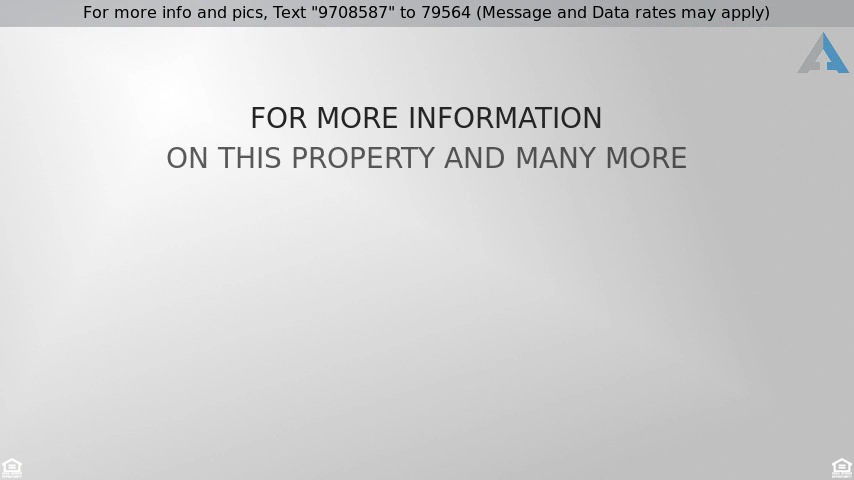 For more info and pics, Text "9708587" to 79564 (Message and Data rates may apply)
FOR MORE INFORMATION
ON THIS PROPERTY AND MANY MORE